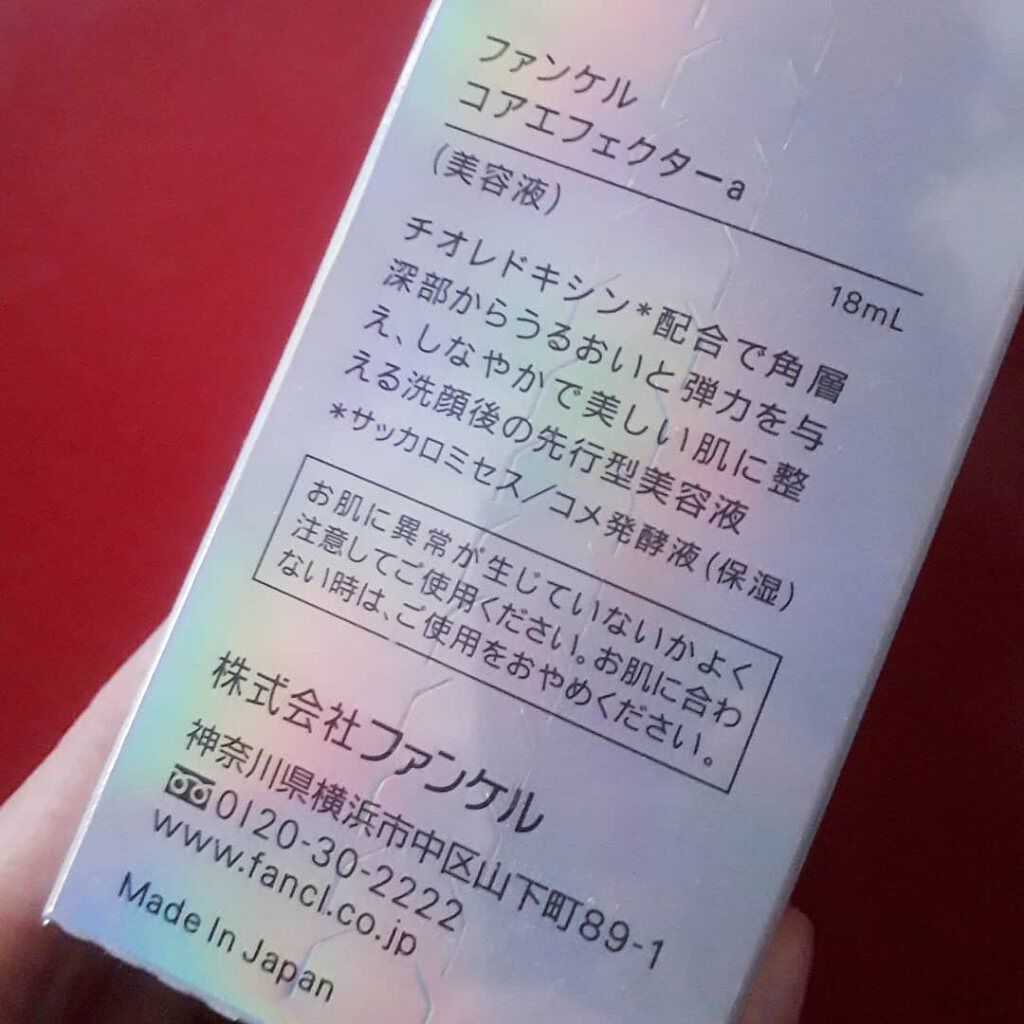 ファンケル
コアエフェクターa
(美容液)
18mL
チオレドキシン*配合で角層
深部からうるおいと弾力を与
え、しなやかで美しい肌に整
える洗顔後の先行型美容液
*サッカロミセス/コメ発酵液(保湿)
お肌に異常が生じていないかよく
注意してご使用ください。お肌に合わ
ない時は、ご使用をおやめください。
株式会社ファンケル
神奈川県横浜市中区山下町89-1
0120-30-2222
www.fancl.co.jp
Made In Japan